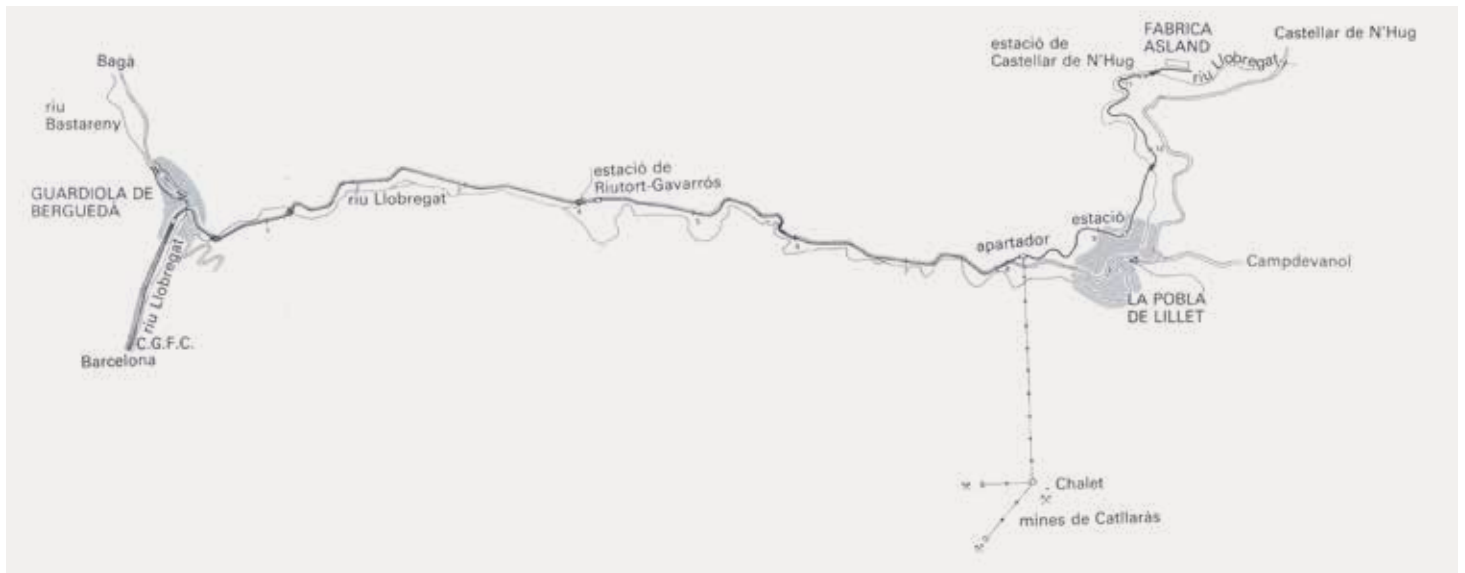 Bagà
riu
Bastareny
GUARDIOLA DE
BERGUEDÀ
riu Llobregat
C.G.F.C.
Barcelona
riu Llobregat
estació de
Riutort-Gavarrós
apartador
estació
LA POBLA
DE LILLET
Campdevanol
estació de
Castellar de N'Hug
FABRICA
ASLAND
riu Llobregat
Castellar de N'Hug
Chalet
mines de Catllaràs